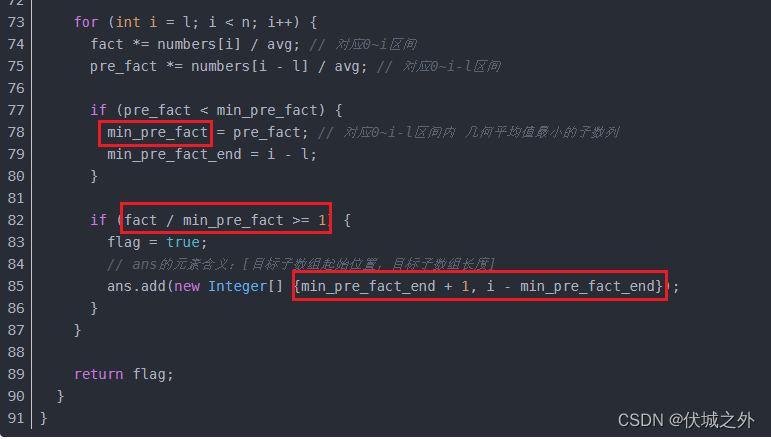 72
73 for (int i = l; i < n; i++) {
74 fact *= numbers[i] / avg; // 对应0~i区间
75 pre_fact *= numbers[i - l] / avg; // 对应0~i-l区间
76
77 if (pre_fact < min_pre_fact) {
78 min_pre_fact = pre_fact; // 对应0~i-l区间内 几何平均值最小的子数列
79 min_pre_fact_end = i - l;
80 }
81
82 if (fact / min_pre_fact >= 1) {
83 flag = true;
84 // ans的元素含义：[目标子数组起始位置，目标子数组长度]
85 ans.add(new Integer[] {min_pre_fact_end + 1, i - min_pre_fact_end});
86 }
87 }
88
89 return flag;
90 }
91 }
CSDN @伏城之外